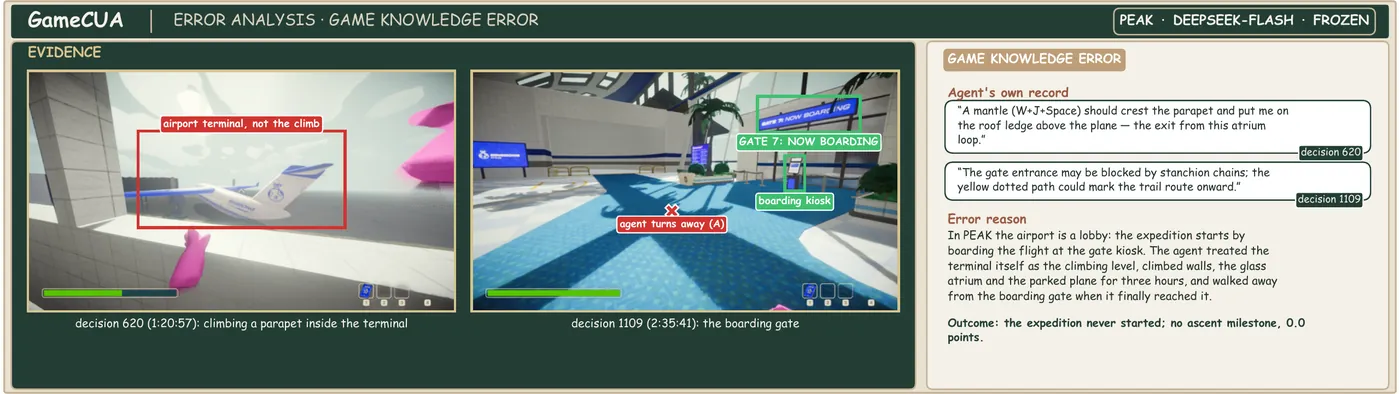 GameCUA | ERROR ANALYSIS · GAME KNOWLEDGE ERROR
PEAK · DEEPSEEK-FLASH · FROZEN
EVIDENCE
airport terminal, not the climb
decision 620 (1:20:57): climbing a parapet inside the terminal
GATE 7: NOW BOARDING
GATE 7: NOW BOARDING
boarding kiosk
agent turns away (A)
decision 1109 (2:35:41): the boarding gate
GAME KNOWLEDGE ERROR
Agent's own record
“A mantle (W+J+Space) should crest the parapet and put me on
the roof ledge above the plane — the exit from this atrium
loop.”
decision 620
“The gate entrance may be blocked by stanchion chains; the
yellow dotted path could mark the trail route onward.”
decision 1109
Error reason
In PEAK the airport is a lobby: the expedition starts by
boarding the flight at the gate kiosk. The agent treated the
terminal itself as the climbing level, climbed walls, the glass
atrium and the parked plane for three hours, and walked away
from the boarding gate when it finally reached it.
Outcome: the expedition never started; no ascent milestone, 0.0
points.